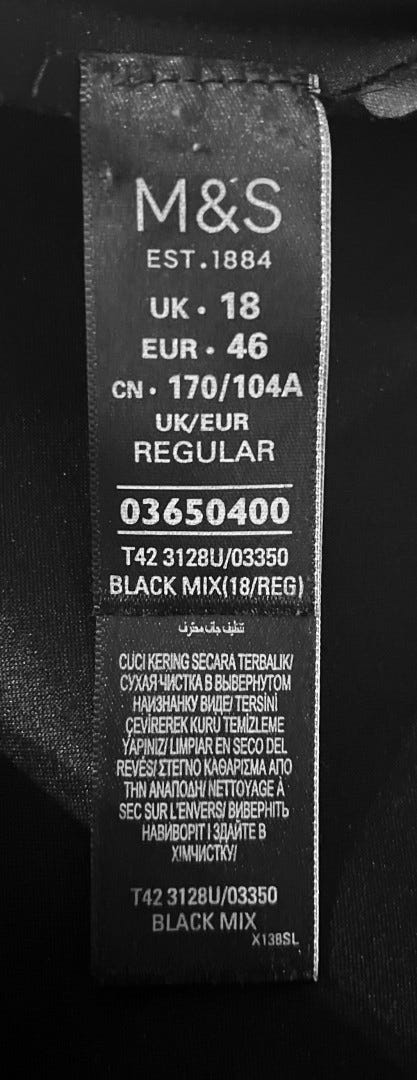 M&S
EST.1884
UK • 18
EUR • 46
CN • 170/104A
UK/EUR
REGULAR
03650400
T42 3128U/03350
BLACK MIX(18/REG)
تنظيف جاف محترف
CUCI KERING SECARA TERBALIK/
СУХАЯ ЧИСТКА В ВЫВЕРНУТОМ
НАИЗНАНКУ ВИДЕ/ TERSİNİ
ÇEVİREREK KURU TEMİZLEME
YAPINIZ/ LIMPIAR EN SECO DEL
REVÉS/ ΣΤΕΓΝΟ ΚΑΘΑΡΙΣΜΑ ΑΠΟ
ΤΗΝ ΑΝΑΠΟΔΗ/ NETTOYAGE À
SEC SUR L'ENVERS/ ВИВЕРНІТЬ
НАВИВОРІТ І ЗДАЙТЕ В
ХІМЧИСТКУ/
T42 3128U/03350
BLACK MIX
X138SL